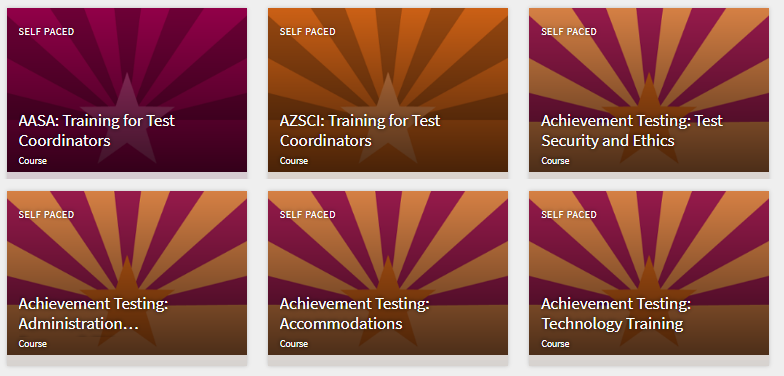 SELF PACED
AASA: Training for Test
Coordinators
Course
SELF PACED
AZSCI: Training for Test
Coordinators
Course
SELF PACED
Achievement Testing: Test
Security and Ethics
Course
SELF PACED
Achievement Testing:
Administration…
Course
SELF PACED
Achievement Testing:
Accommodations
Course
SELF PACED
Achievement Testing:
Technology Training
Course